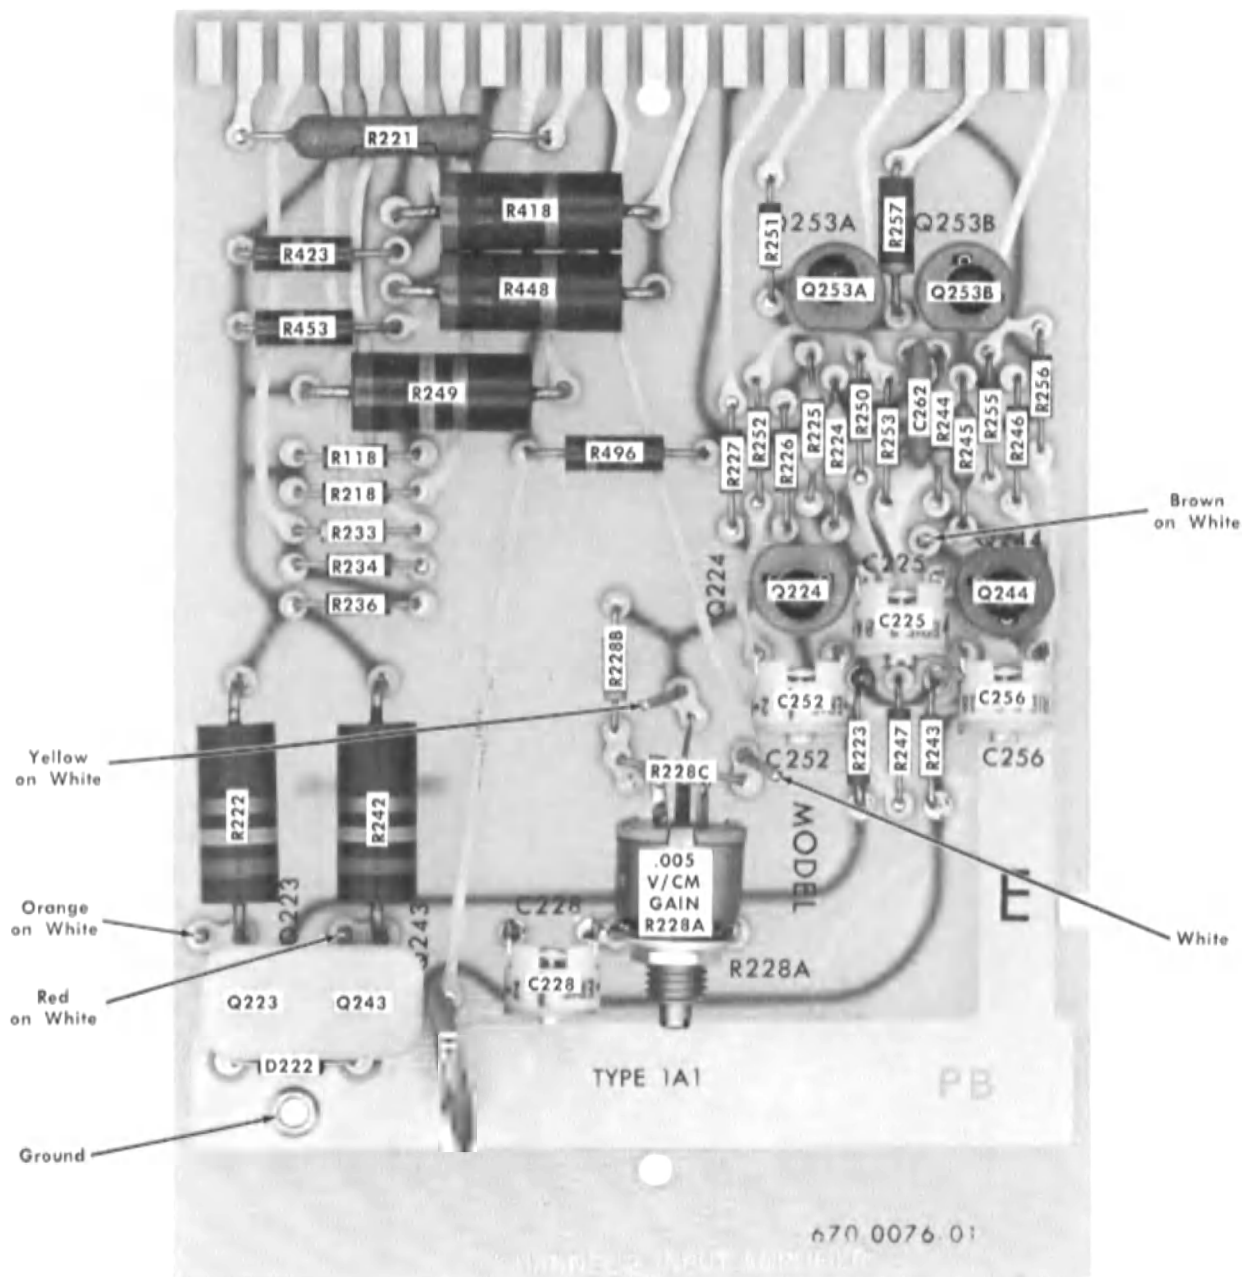 R221
R418
R251
Q253A
R257
Q253B
R423
R448
Q253A
Q253B
R453
R249
R256
R250
R262
R244
R255
R225
R252
R224
R253
R245
R246
R227
R226
R496
R118
R218
R233
R234
R236
Brown
on White
Q244
C225
Q224
Q224
Q244
C225
R228B
C252
C256
R223
R247
R243
Yellow
on White
C252
C256
R228C
MODEL
E
R222
R242
.005
V/CM
GAIN
R228A
Orange
on White
Q223
Q243
C228
White
R228A
C228
Red
on White
Q223
Q243
D222
TYPE 1A1
PB
Ground
670-0076-01